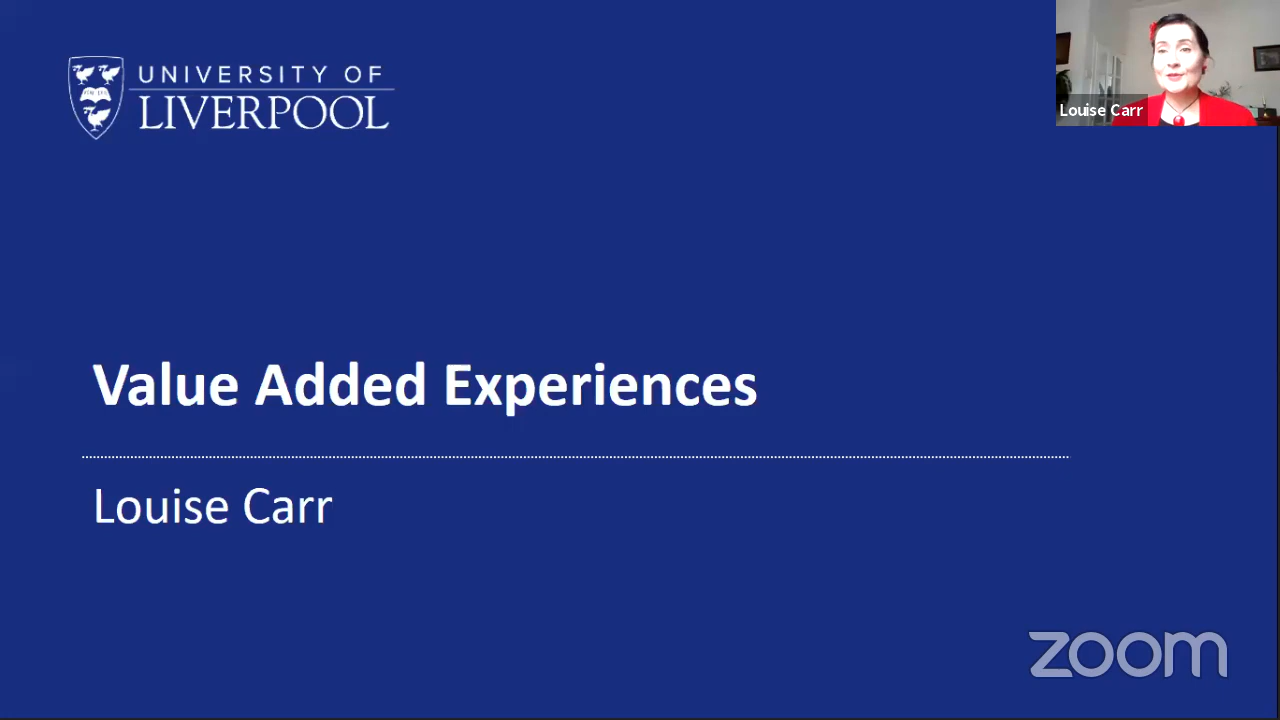 UNIVERSITY OF
LIVERPOOL
Louise Carr
Value Added Experiences
Louise Carr
zoom